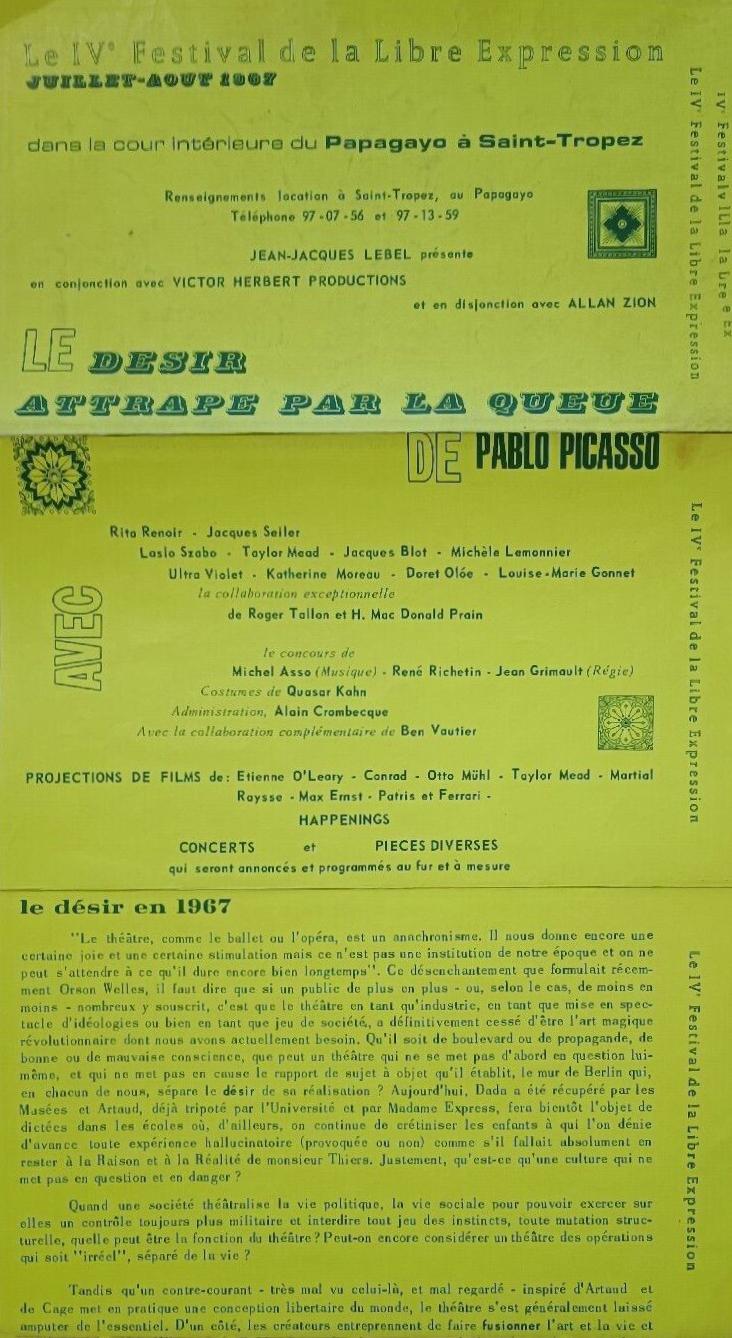 Le IVe Festival de la Libre Expression
JUILLET-AOUT 1967
dans la cour intérieure du Papagayo à Saint-Tropez
Renseignements location à Saint-Tropez, au Papagayo
Téléphone 97-07-56 et 97-13-59
JEAN-JACQUES LEBEL présente
en conjonction avec VICTOR HERBERT PRODUCTIONS
et en disjonction avec ALLAN ZION
LE DESIR
ATTRAPE PAR LA QUEUE
DE PABLO PICASSO
AVEC
Rita Renoir - Jacques Seiler
Laslo Szabo - Taylor Mead - Jacques Blot - Michèle Lemonnier
Ultra Violet - Katherine Moreau - Doret Olóe - Louise-Marie Gonnet
la collaboration exceptionnelle
de Roger Tallon et H. Mac Donald Prain
le concours de
Michel Asso (Musique) - René Richetin - Jean Grimault (Régie)
Costumes de Quasar Kahn
Administration, Alain Crombecque
Avec la collaboration complémentaire de Ben Vautier
PROJECTIONS DE FILMS de: Etienne O'Leary - Conrad - Otto Mühl - Taylor Mead - Martial
Raysse - Max Ernst - Patris et Ferrari -
HAPPENINGS
CONCERTS et PIECES DIVERSES
qui seront annoncés et programmés au fur et à mesure
le désir en 1967
"Le théâtre, comme le ballet ou l'opéra, est un anachronisme. Il nous donne encore une
certaine joie et une certaine stimulation mais ce n'est pas une institution de notre époque et on ne
peut s'attendre à ce qu'il dure encore bien longtemps". Ce désenchantement que formulait récem-
ment Orson Welles, il faut dire que si un public de plus en plus - ou, selon le cas, de moins en
moins - nombreux y souscrit, c'est que le théâtre en tant qu'industrie, en tant que mise en spec-
tacle d'idéologies ou bien en tant que jeu de société, a définitivement cessé d'être l'art magique
révolutionnaire dont nous avons actuellement besoin. Qu'il soit de boulevard ou de propagande, de
bonne ou de mauvaise conscience, que peut un théâtre qui ne se met pas d'abord en question lui-
même, et qui ne met pas en cause le rapport de sujet à objet qu'il établit, le mur de Berlin qui,
en chacun de nous, sépare le désir de sa réalisation ? Aujourd'hui, Dada a été récupéré par les
Musées et Artaud, déjà tripoté par l'Université et par Madame Express, fera bientôt l'objet de
dictées dans les écoles où, d'ailleurs, on continue de crétiniser les enfants à qui l'on dénie
d'avance toute expérience hallucinatoire (provoquée ou non) comme s'il fallait absolument en
rester à la Raison et à la Réalité de monsieur Thiers. Justement, qu'est-ce qu'une culture qui ne
met pas en question et en danger ?
Quand une société théâtralise la vie politique, la vie sociale pour pouvoir exercer sur
elles un contrôle toujours plus militaire et interdire tout jeu des instincts, toute mutation struc-
turelle, quelle peut être la fonction du théâtre ? Peut-on encore considérer un théâtre des opérations
qui soit "irréel", séparé de la vie ?
Tandis qu'un contre-courant - très mal vu celui-là, et mal regardé - inspiré d'Artaud et
de Cage met en pratique une conception libertaire du monde, le théâtre s'est généralement laissé
amputer de l'essentiel. D'un côté, les créateurs entreprennent de faire fusionner l'art et la vie et
Le IVe Festival de la Libre Expression
Le IVe Festival de la Libre Expression
Le IVe Festival de la Libre Expression